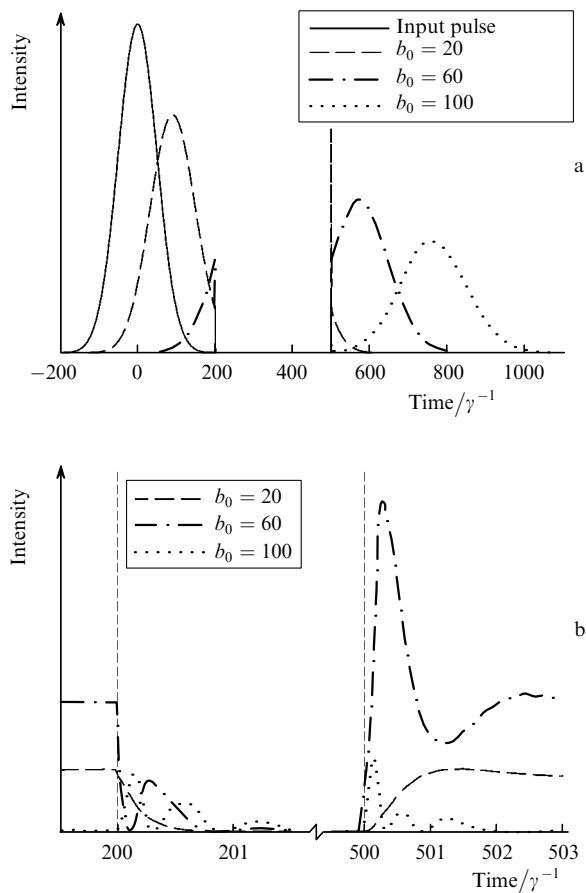 Intensity
Input pulse
b₀ = 20
b₀ = 60
b₀ = 100
a
−200 0 200 400 600 800 1000
Time/γ⁻¹
Intensity
b₀ = 20
b₀ = 60
b₀ = 100
b
200 201 500 501 502 503
Time/γ⁻¹